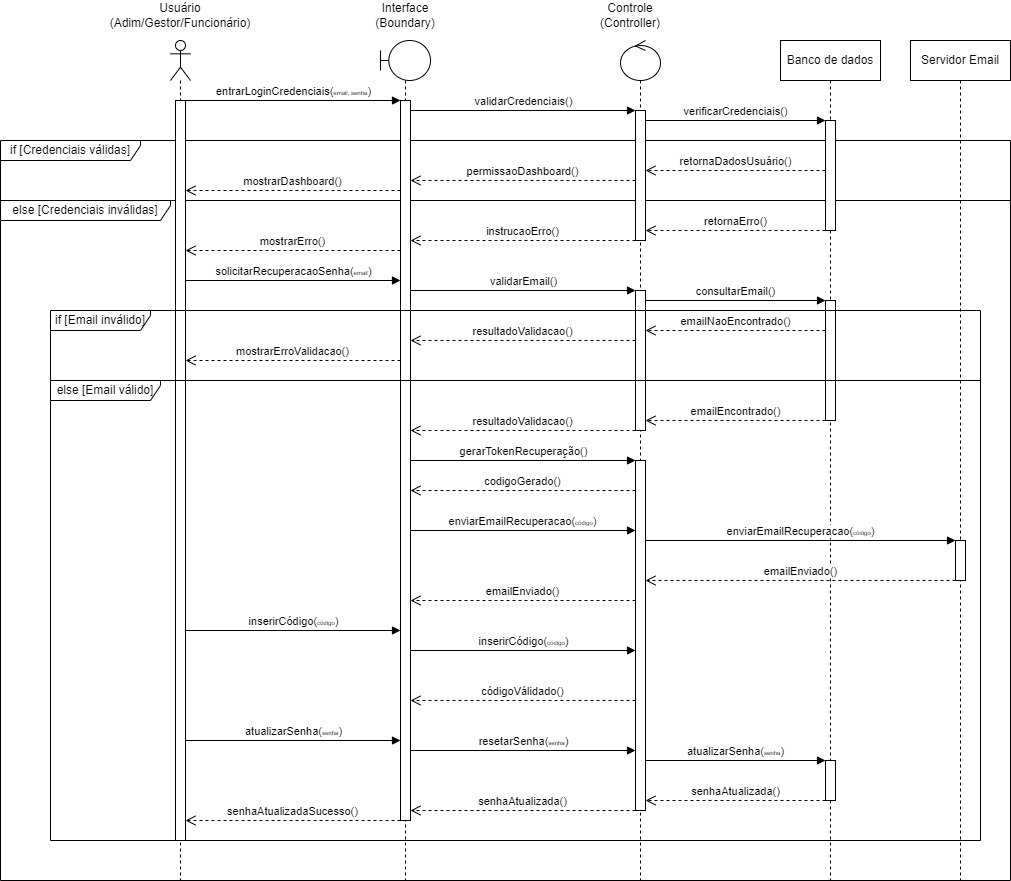 Usuário
(Adim/Gestor/Funcionário)
Interface
(Boundary)
Controle
(Controller)
Banco de dados
Servidor Email
entrarLoginCredenciais(email, senha)
validarCredenciais()
verificarCredenciais()
if [Credenciais válidas]
retornaDadosUsuário()
permissaoDashboard()
mostrarDashboard()
else [Credenciais inválidas]
retornaErro()
instrucaoErro()
mostrarErro()
solicitarRecuperacaoSenha(email)
validarEmail()
consultarEmail()
if [Email inválido]
emailNaoEncontrado()
resultadoValidacao()
mostrarErroValidacao()
else [Email válido]
emailEncontrado()
resultadoValidacao()
gerarTokenRecuperação()
codigoGerado()
enviarEmailRecuperacao(código)
enviarEmailRecuperacao(código)
emailEnviado()
emailEnviado()
inserirCódigo(código)
inserirCódigo(código)
códigoVálidado()
atualizarSenha(senha)
resetarSenha(senha)
atualizarSenha(senha)
senhaAtualizada()
senhaAtualizada()
senhaAtualizadaSucesso()